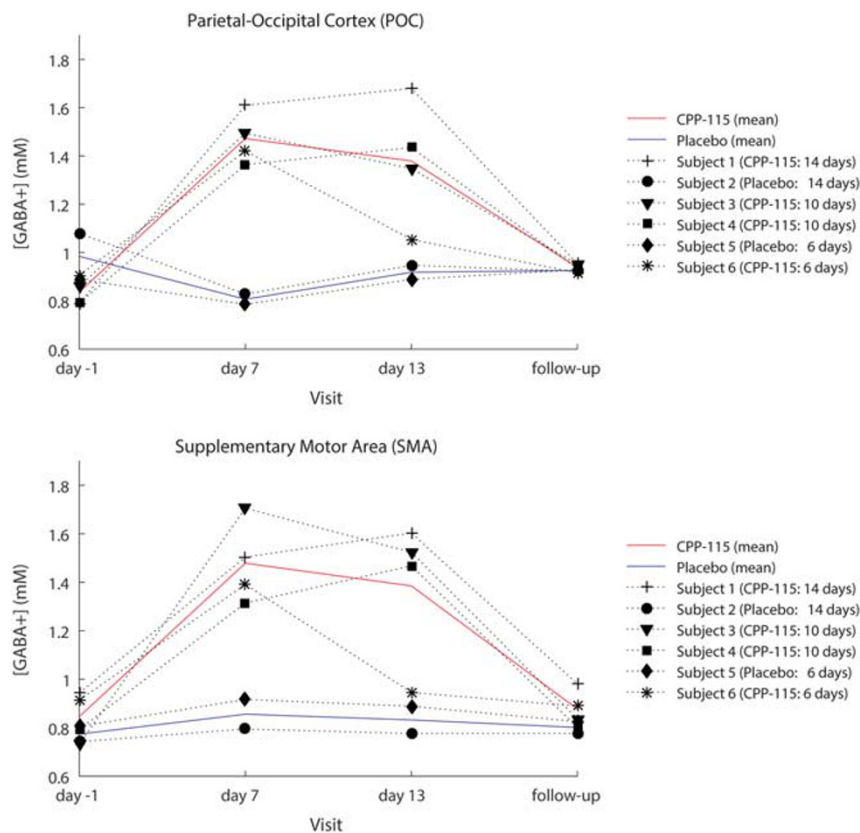 Parietal-Occipital Cortex (POC)
1.8
1.6
1.4
1.2
1
0.8
0.6
[GABA+] (mM)
day -1
day 7
day 13
follow-up
Visit
CPP-115 (mean)
Placebo (mean)
Subject 1 (CPP-115: 14 days)
Subject 2 (Placebo: 14 days)
Subject 3 (CPP-115: 10 days)
Subject 4 (CPP-115: 10 days)
Subject 5 (Placebo: 6 days)
Subject 6 (CPP-115: 6 days)
Supplementary Motor Area (SMA)
1.8
1.6
1.4
1.2
1
0.8
0.6
[GABA+] (mM)
day -1
day 7
day 13
follow-up
Visit
CPP-115 (mean)
Placebo (mean)
Subject 1 (CPP-115: 14 days)
Subject 2 (Placebo: 14 days)
Subject 3 (CPP-115: 10 days)
Subject 4 (CPP-115: 10 days)
Subject 5 (Placebo: 6 days)
Subject 6 (CPP-115: 6 days)